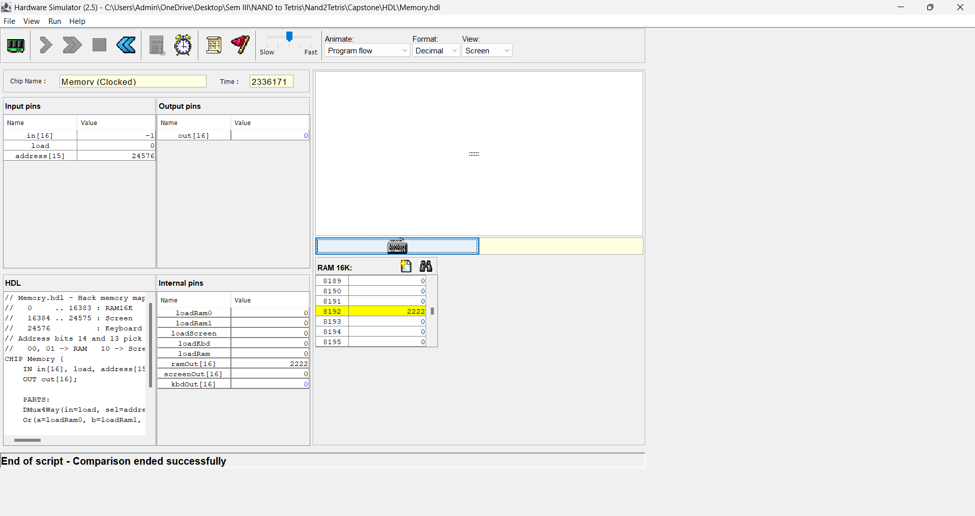 Hardware Simulator (2.5) - C:\Users\Admin\OneDrive\Desktop\Sem III\NAND to Tetris\Nand2Tetris\Capstone\HDL\Memory.hdl
File View Run Help
Slow Fast
Animate: Format: View:
Program flow Decimal Screen
Chip Name : Memory (Clocked) Time : 2336171
Input pins Output pins
Name Value Name Value
in[16] -1 out[16] 0
load 0
address[15] 24576
RAM 16K:
8189 0
8190 0
8191 0
8192 2222
8193 0
8194 0
8195 0
HDL Internal pins
// Memory.hdl - Hack memory map
// 0 .. 16383 : RAM16K
// 16384 .. 24575 : Screen
// 24576 : Keyboard
// Address bits 14 and 13 pick
// 00, 01 -> RAM 10 -> Scre
CHIP Memory {
IN in[16], load, address[15
OUT out[16];
PARTS:
DMux4Way(in=load, sel=addre
Or(a=loadRam0, b=loadRam1,
Name Value
loadRam0 0
loadRam1 0
loadScreen 0
loadKbd 0
loadRam 0
ramOut[16] 2222
screenOut[16] 0
kbdOut[16] 0
End of script - Comparison ended successfully